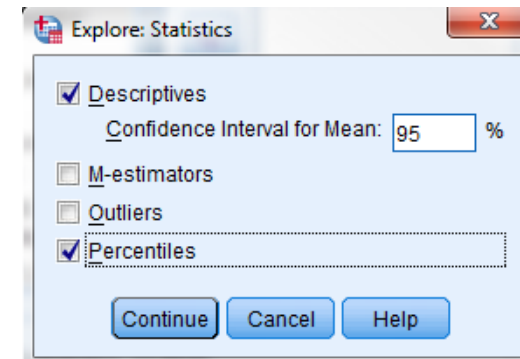 Explore: Statistics
Descriptives
Confidence Interval for Mean: 95 %
M-estimators
Outliers
Percentiles
Continue Cancel Help